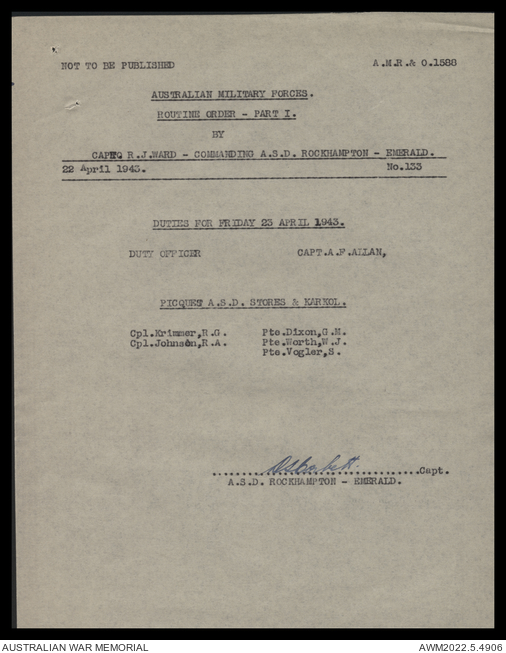 NOT TO BE PUBLISHED A.M.R.& O.1588
AUSTRALIAN MILITARY FORCES.
ROUTINE ORDER - PART I.
BY
R.J.WARD - COMMANDING A.S.D. ROCKHAMPTON - EMERALD.
22 April 1943. No.133
DUTIES FOR FRIDAY 23 APRIL 1943.
DUTY OFFICER CAPT.A.F.ALLAN,
PICQUET A.S.D. STORES & KARKOL.
Cpl.Krimmer,R.G. Pte.Dixon,G.M.
Cpl.Johnson,R.A. Pte.Worth,W.J.
Pte.Vogler,S.
Capt.
A.S.D. ROCKHAMPTON - EMERALD.
AUSTRALIAN WAR MEMORIAL AWM2022.5.4906